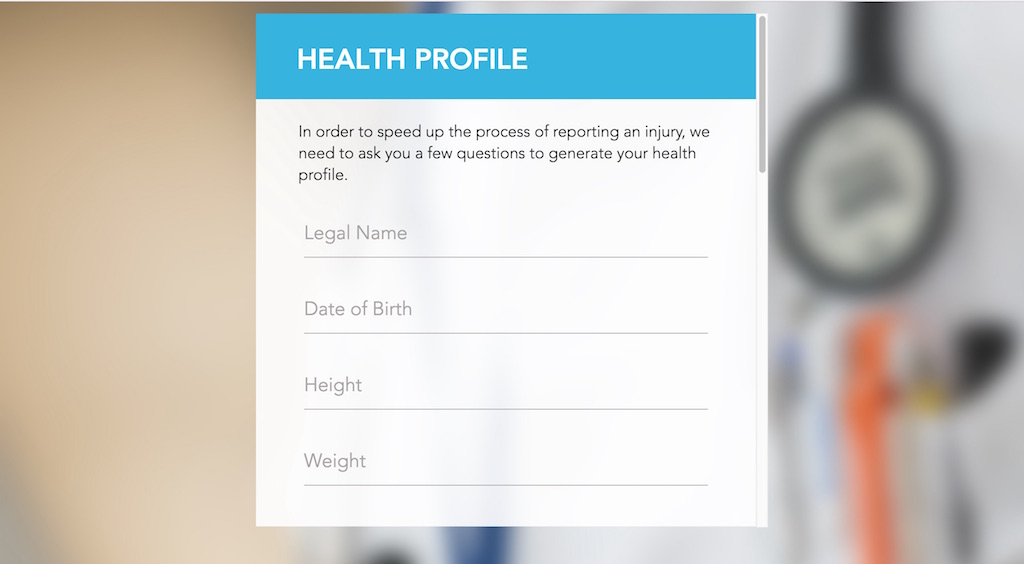 HEALTH PROFILE
In order to speed up the process of reporting an injury, we
need to ask you a few questions to generate your health
profile.
Legal Name
Date of Birth
Height
Weight